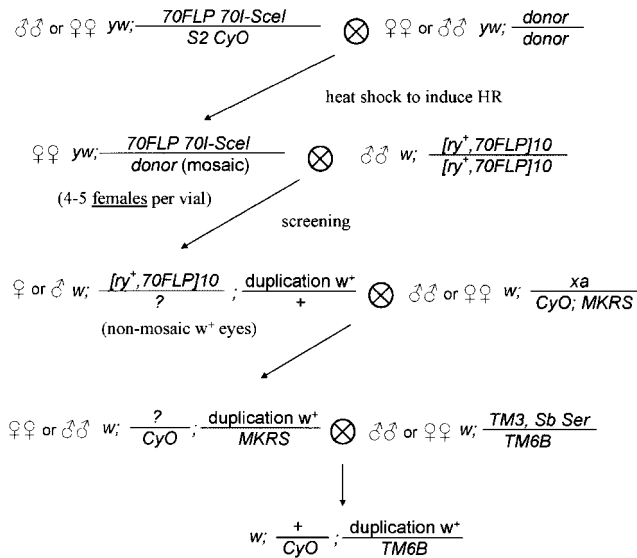 ♂♂ or ♀♀ yw; 70FLP 70I-SceI / S2 CyO ⊗ ♀♀ or ♂♂ yw; donor / donor
heat shock to induce HR
♀♀ yw; 70FLP 70I-SceI / donor (mosaic) ⊗ ♂♂ w; [ry+,70FLP]10 / [ry+,70FLP]10
(4-5 females per vial)
screening
♀ or ♂ w; [ry+,70FLP]10 / ? ; duplication w+ / + ⊗ ♂♂ or ♀♀ w; xa / CyO; MKRS
(non-mosaic w+ eyes)
♀♀ or ♂♂ w; ? / CyO ; duplication w+ / MKRS ⊗ ♂♂ or ♀♀ w; TM3, Sb Ser / TM6B
w; + / CyO ; duplication w+ / TM6B